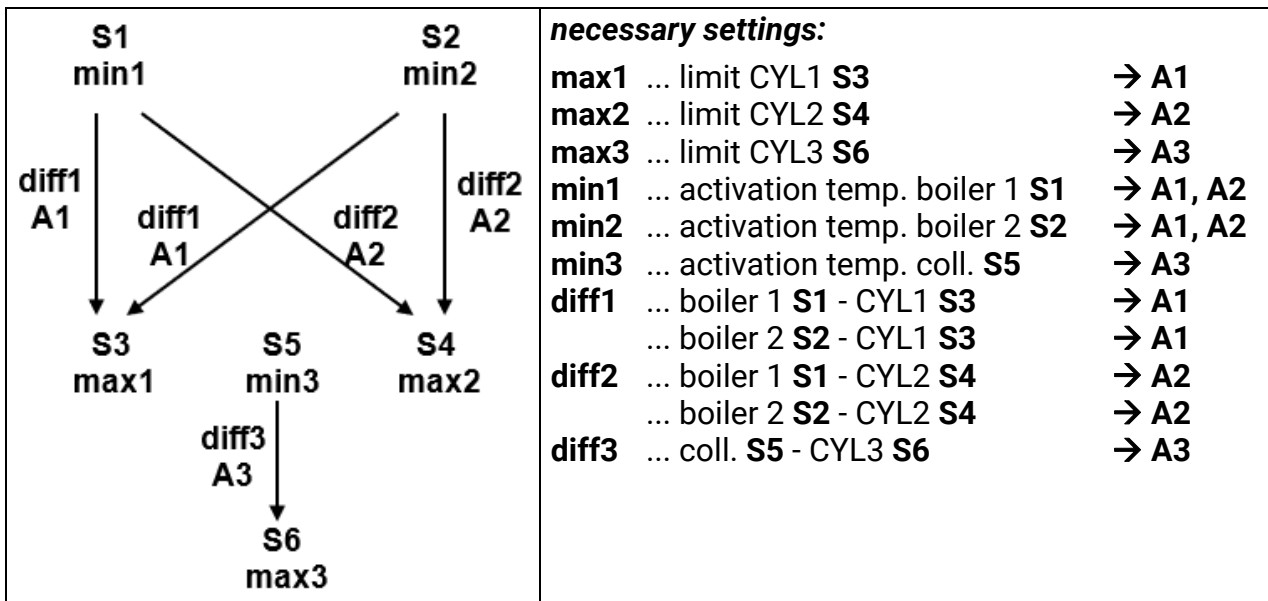 S1
min1
S2
min2
diff1
A1
diff1
A1
diff2
A2
diff2
A2
S3
max1
S5
min3
S4
max2
diff3
A3
S6
max3
necessary settings:
max1 ... limit CYL1 S3 → A1
max2 ... limit CYL2 S4 → A2
max3 ... limit CYL3 S6 → A3
min1 ... activation temp. boiler 1 S1 → A1, A2
min2 ... activation temp. boiler 2 S2 → A1, A2
min3 ... activation temp. coll. S5 → A3
diff1 ... boiler 1 S1 - CYL1 S3 → A1
... boiler 2 S2 - CYL1 S3 → A1
diff2 ... boiler 1 S1 - CYL2 S4 → A2
... boiler 2 S2 - CYL2 S4 → A2
diff3 ... coll. S5 - CYL3 S6 → A3